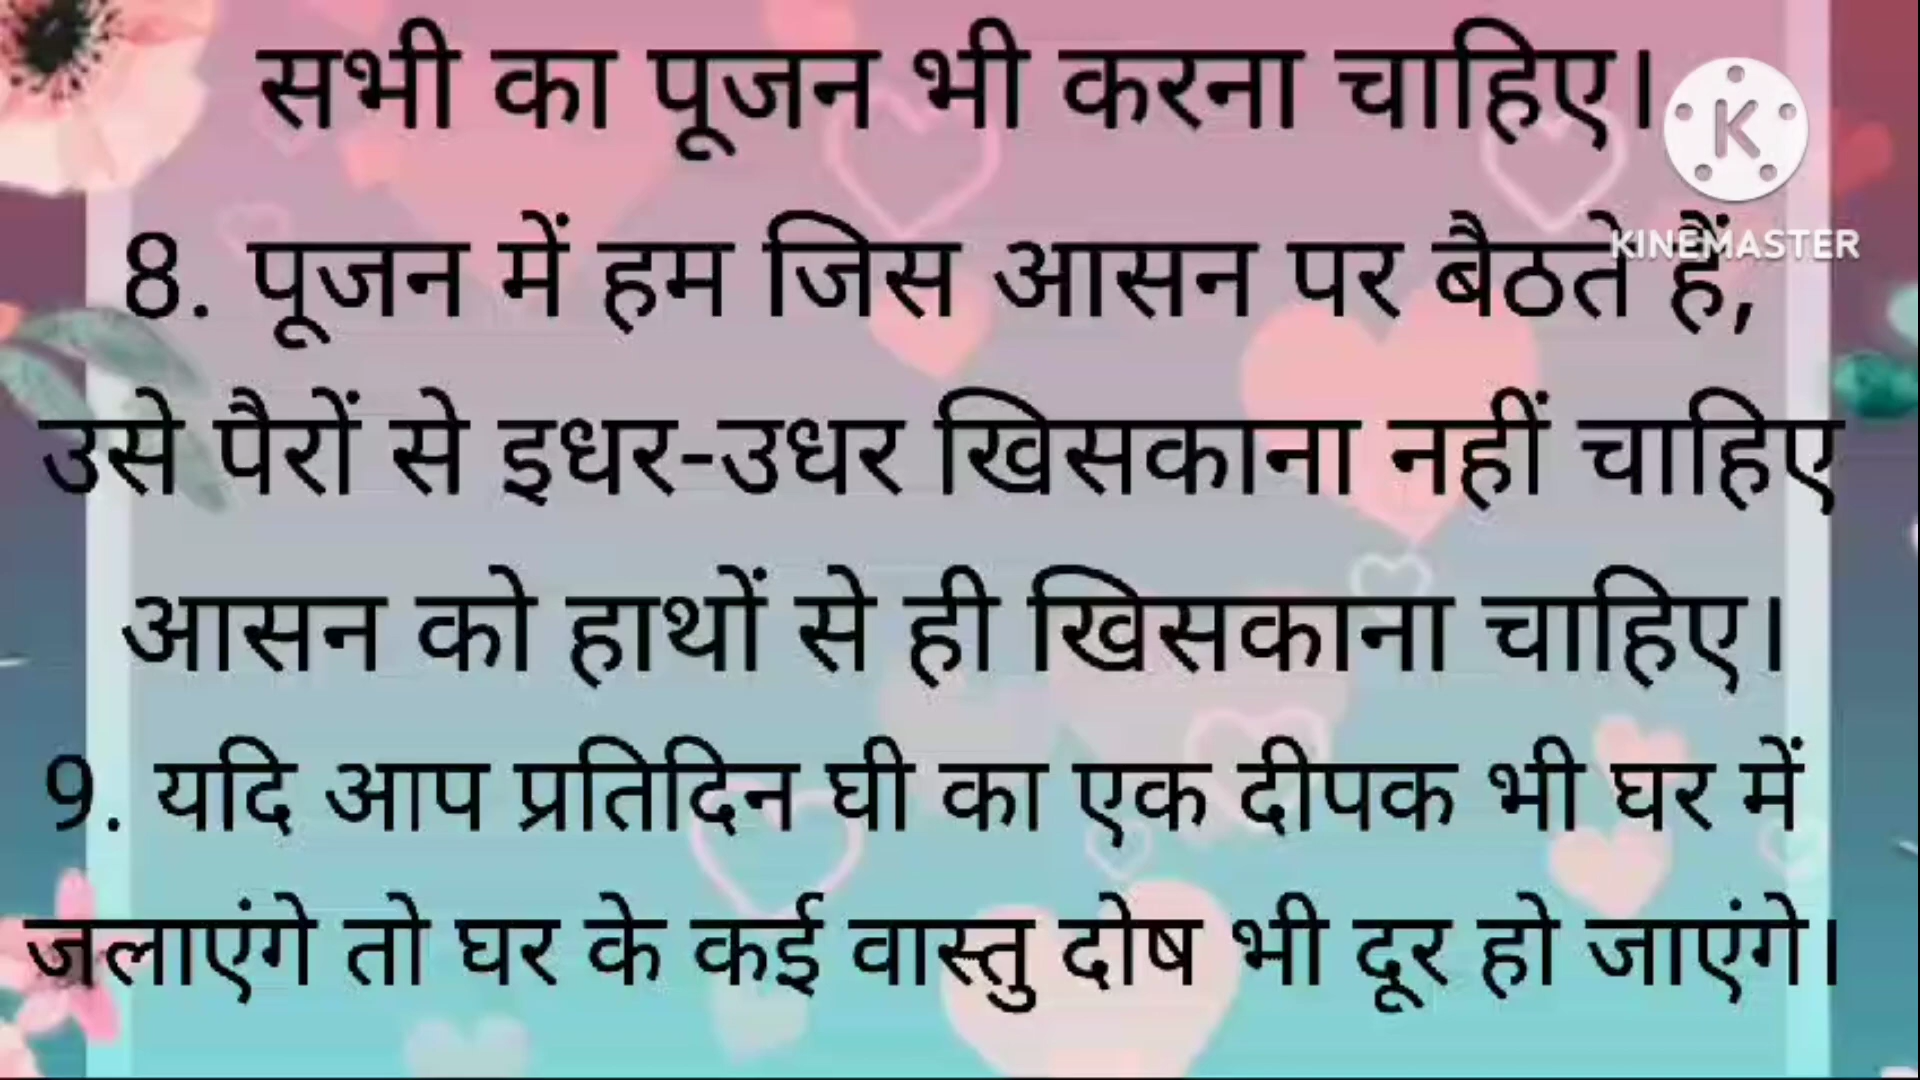 सभी का पूजन भी करना चाहिए।
K
KINEMASTER
8. पूजन में हम जिस आसन पर बैठते हैं,
उसे पैरों से इधर-उधर खिसकाना नहीं चाहिए
आसन को हाथों से ही खिसकाना चाहिए।
9. यदि आप प्रतिदिन घी का एक दीपक भी घर में
जलाएंगे तो घर के कई वास्तु दोष भी दूर हो जाएंगे।